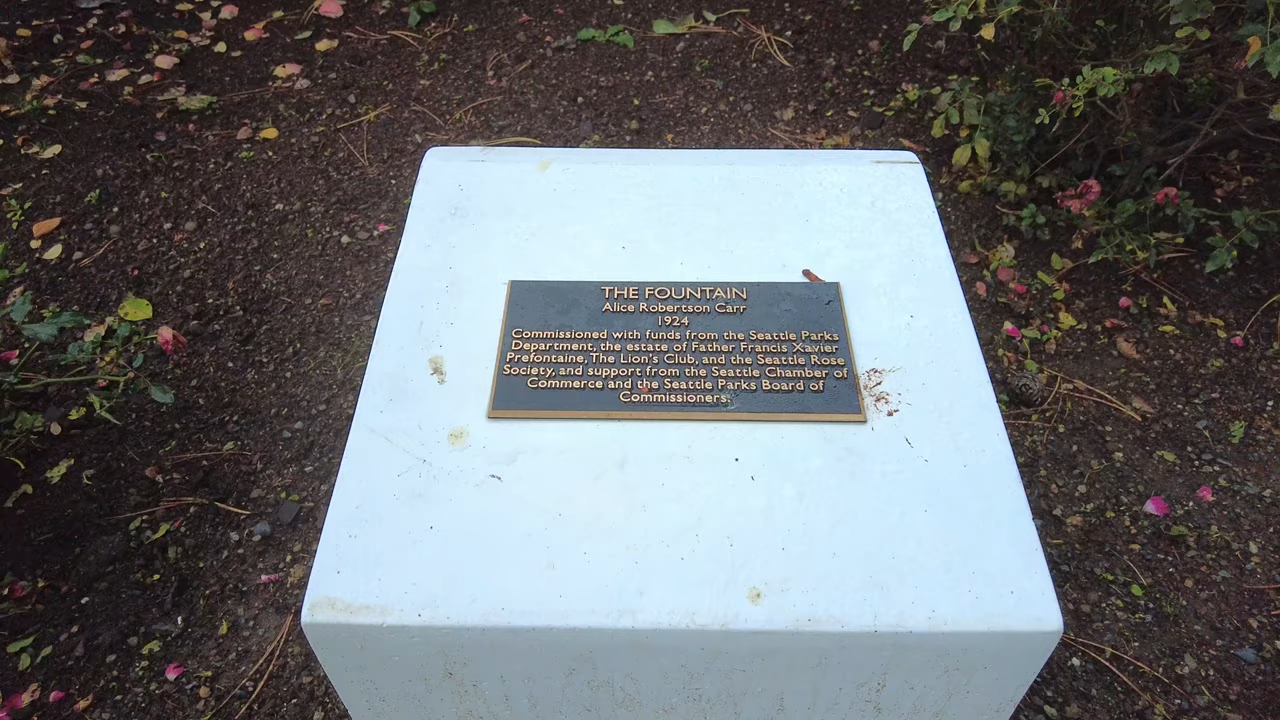 THE FOUNTAIN
Alice Robertson Carr
1924
Commissioned with funds from the Seattle Parks
Department, the estate of Father Francis Xavier
Prefontaine, The Lion's Club, and the Seattle Rose
Society, and support from the Seattle Chamber of
Commerce and the Seattle Parks Board of
Commissioners.